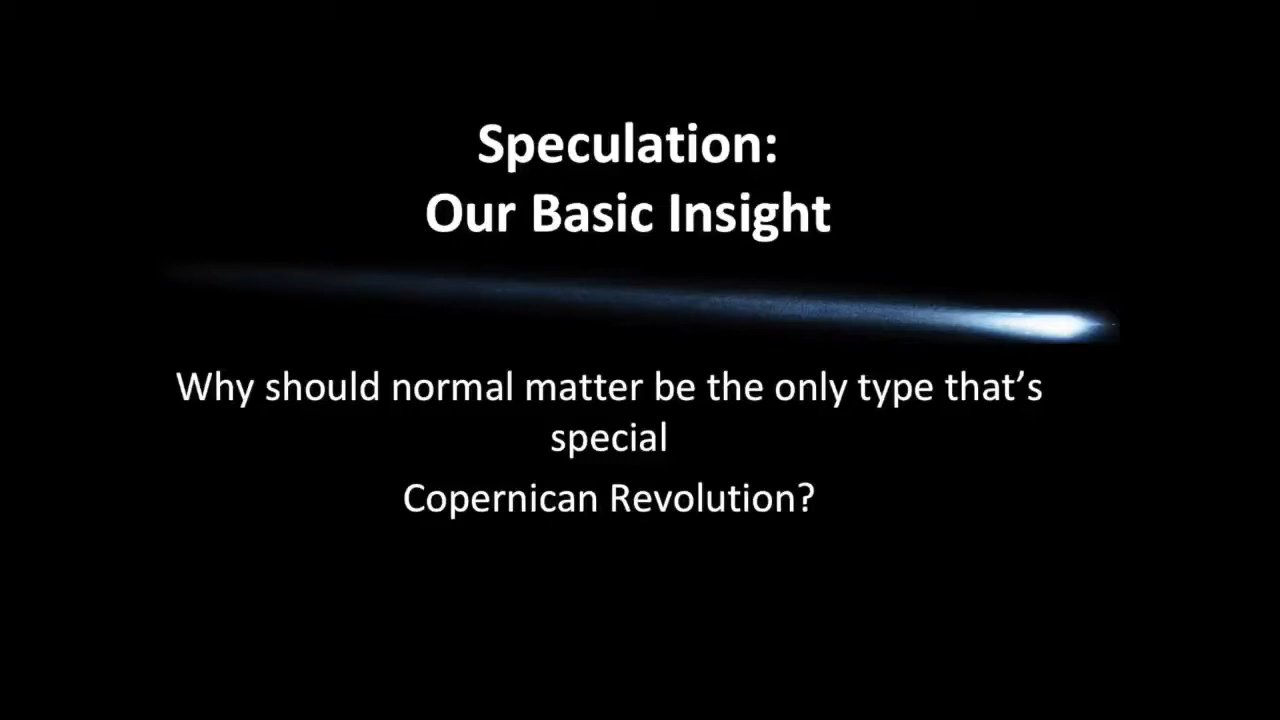 Speculation:
Our Basic Insight
Why should normal matter be the only type that’s
special
Copernican Revolution?